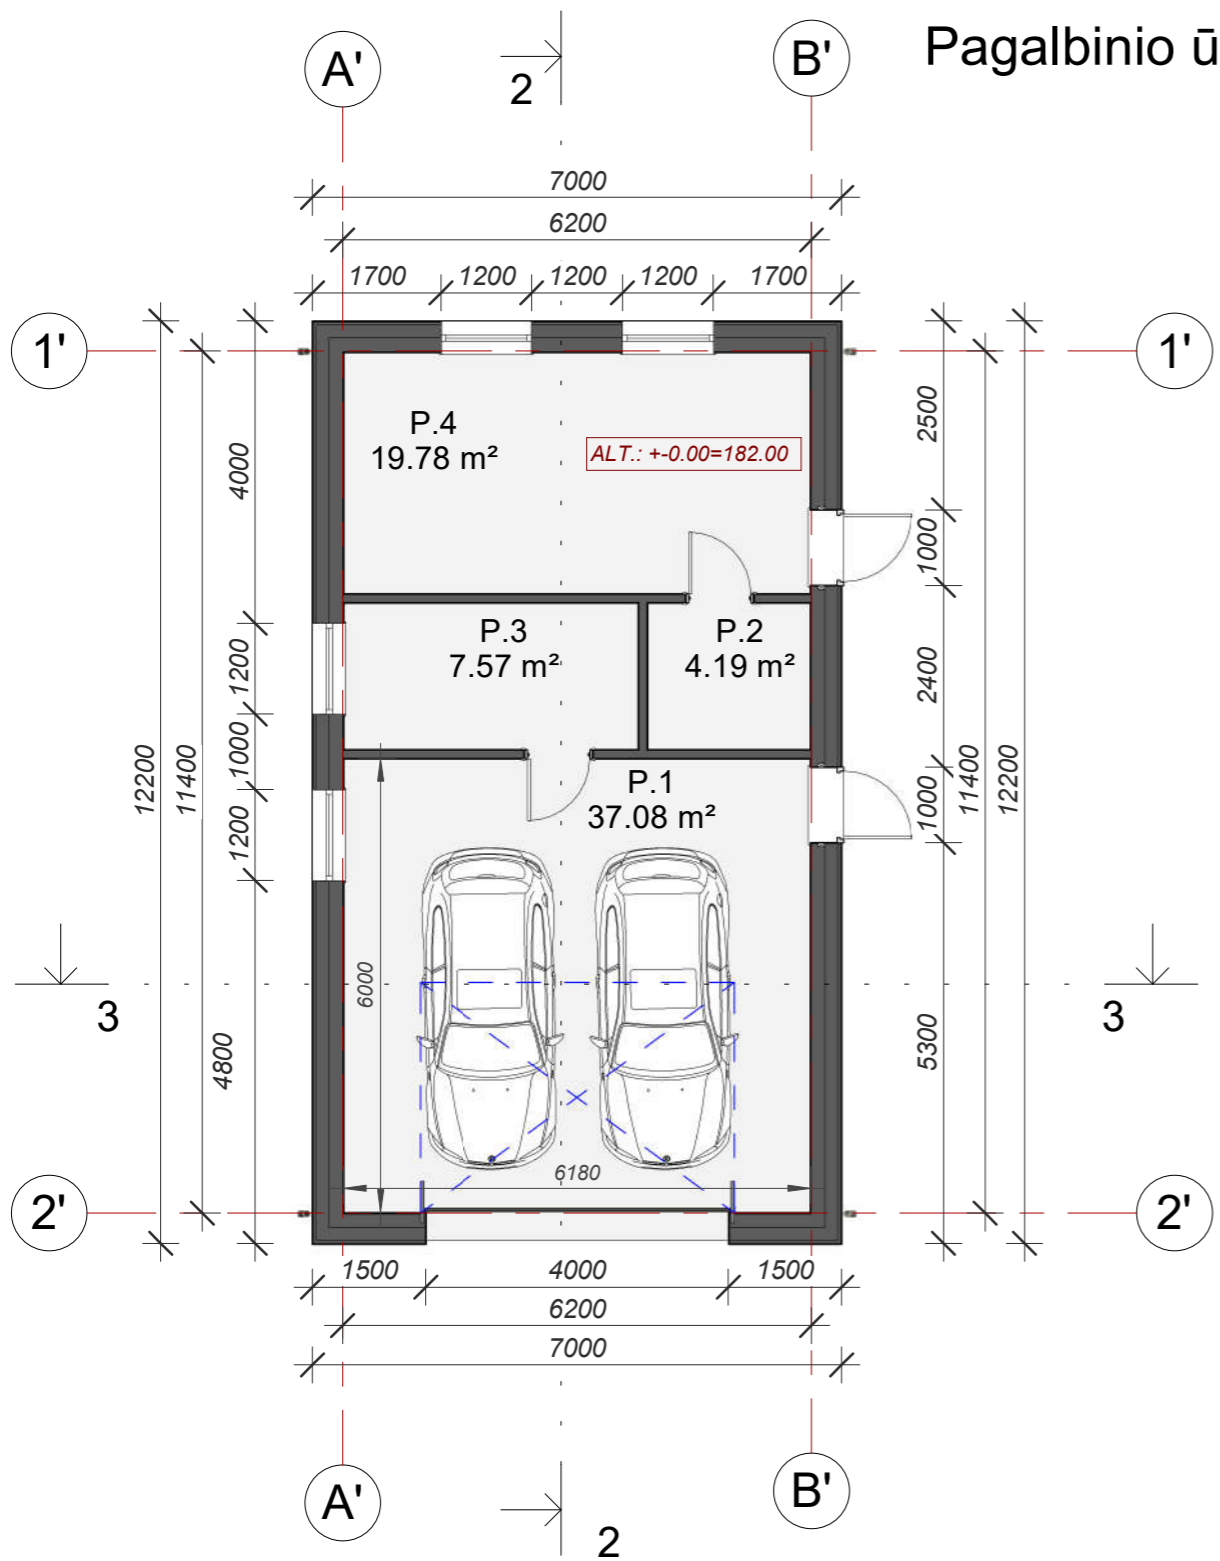 Pagalbinio ū
A'
B'
2
7000
6200
1700 1200 1200 1200 1700
1'
1'
P.4
19.78 m²
ALT.: +-0.00=182.00
4000
2500
1000
P.3
7.57 m²
P.2
4.19 m²
1200
2400
12200
11400
1000
P.1
37.08 m²
1200
1000
11400
12200
6000
3
3
4800
5300
6180
2'
2'
1500 4000 1500
6200
7000
A'
B'
2